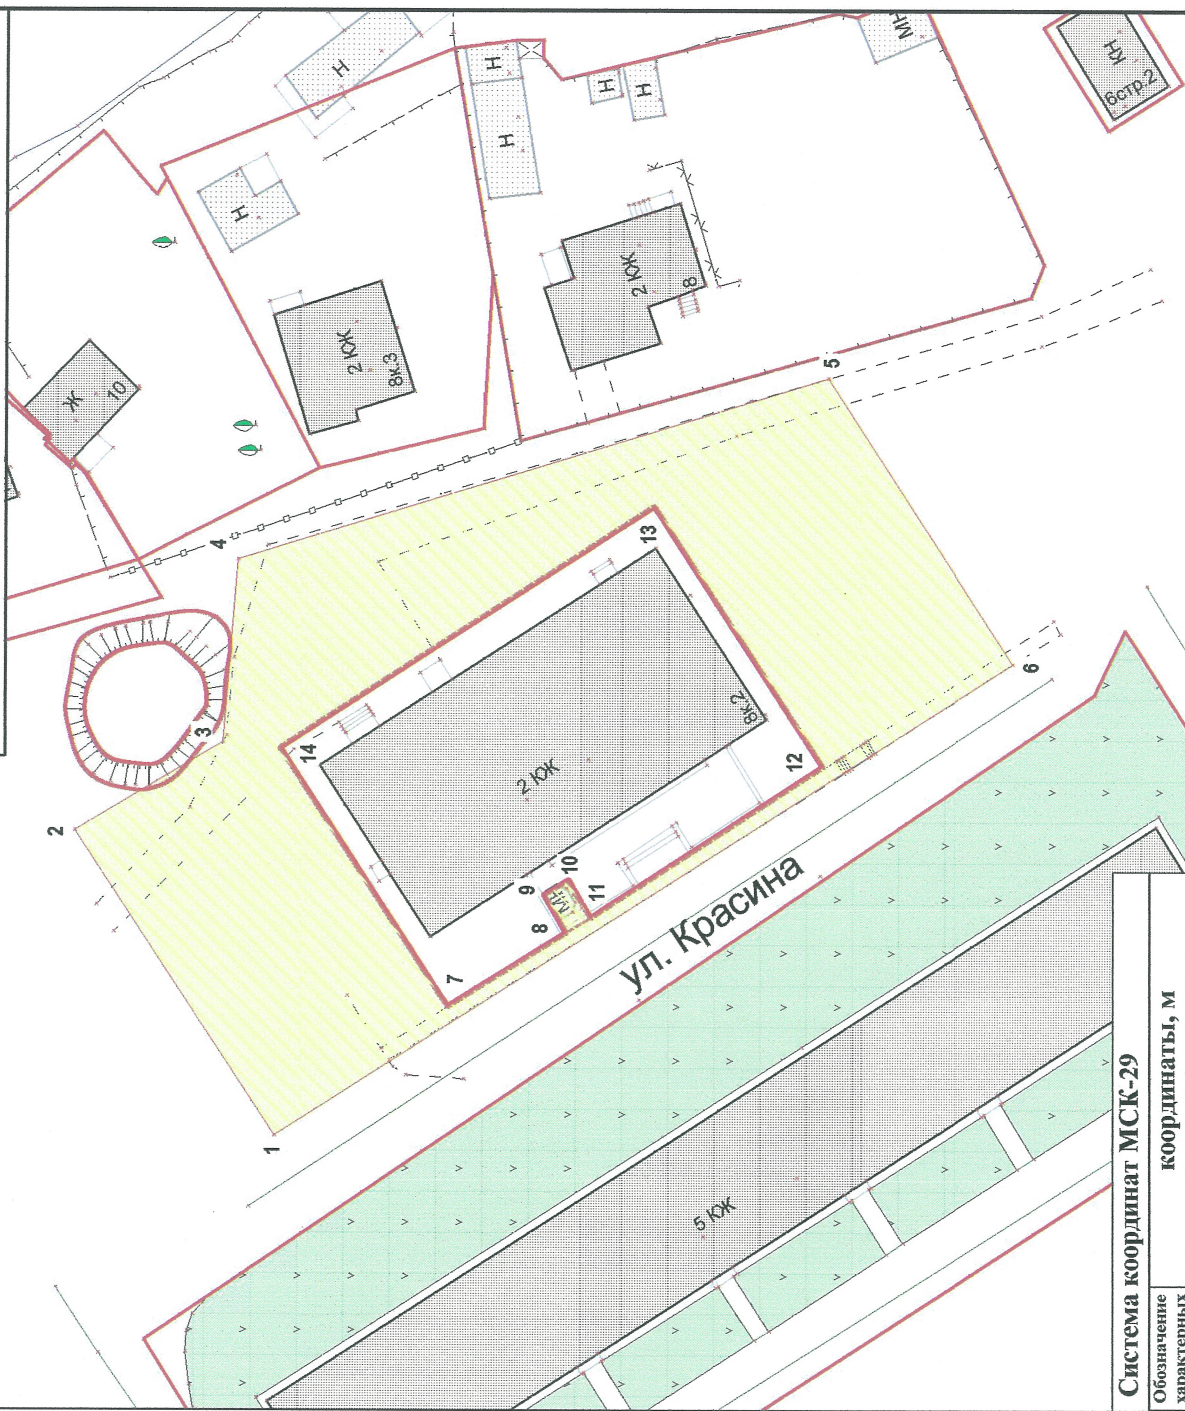 Н
Н
Н
Н
Н
Н
МН
КН
6стр.2
Ж
10
2 КЖ
8к.3
2 КЖ
8
К
5
4
13
3
14
2
8к.2
6
2 КЖ
12
10
9
11
МН
8
7
1
ул. Красина
5 КЖ
Система координат МСК-29
Обозначение
характерных
координаты, м